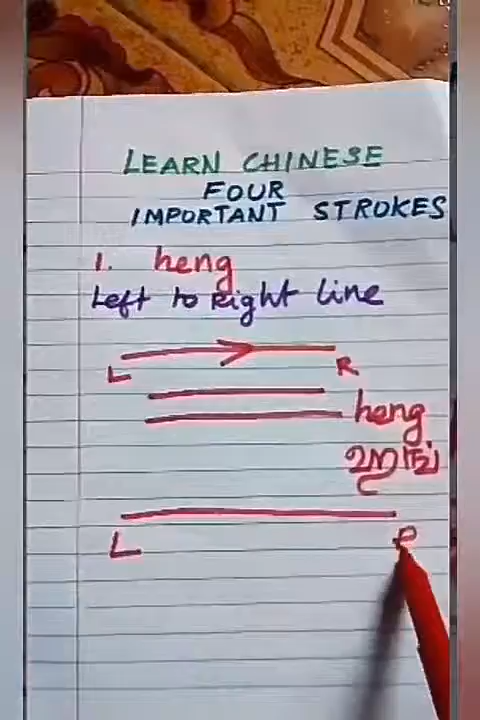 LEARN CHINESE
FOUR
IMPORTANT STROKES
1. heng
Left to Right line
L R
heng
L R